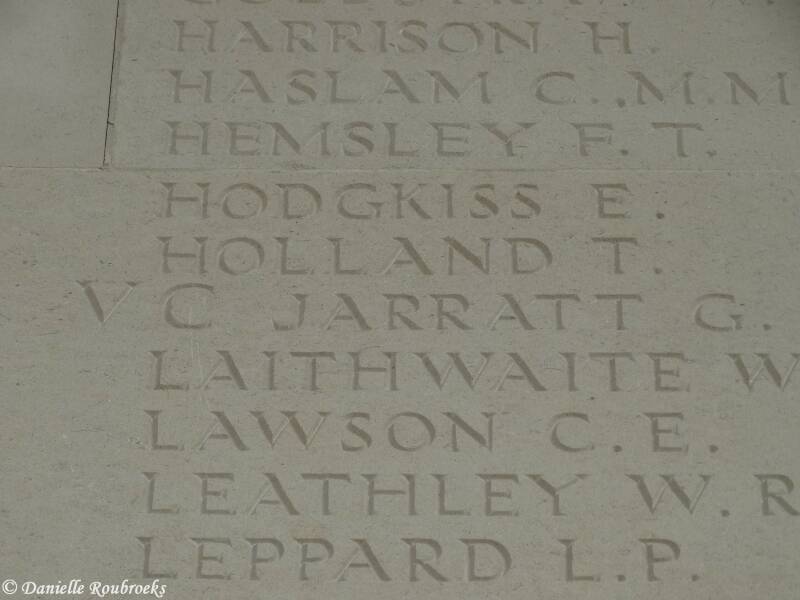 HARRISON H.
HASLAM C., M.M
HEMSLEY F. T.
HODGKISS E.
HOLLAND T.
VC JARRATT G.
LAITHWAITE W
LAWSON C. E.
LEATHLEY W. R
LEPPARD L. P.
© Danielle Roubroeks